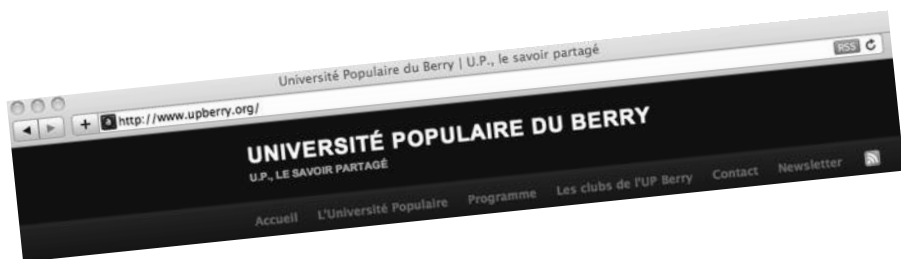 Université Populaire du Berry | U.P., le savoir partagé
http://www.upberry.org/
RSS
UNIVERSITÉ POPULAIRE DU BERRY
U.P., LE SAVOIR PARTAGÉ
Accueil L'Université Populaire Programme Les clubs de l'UP Berry Contact Newsletter